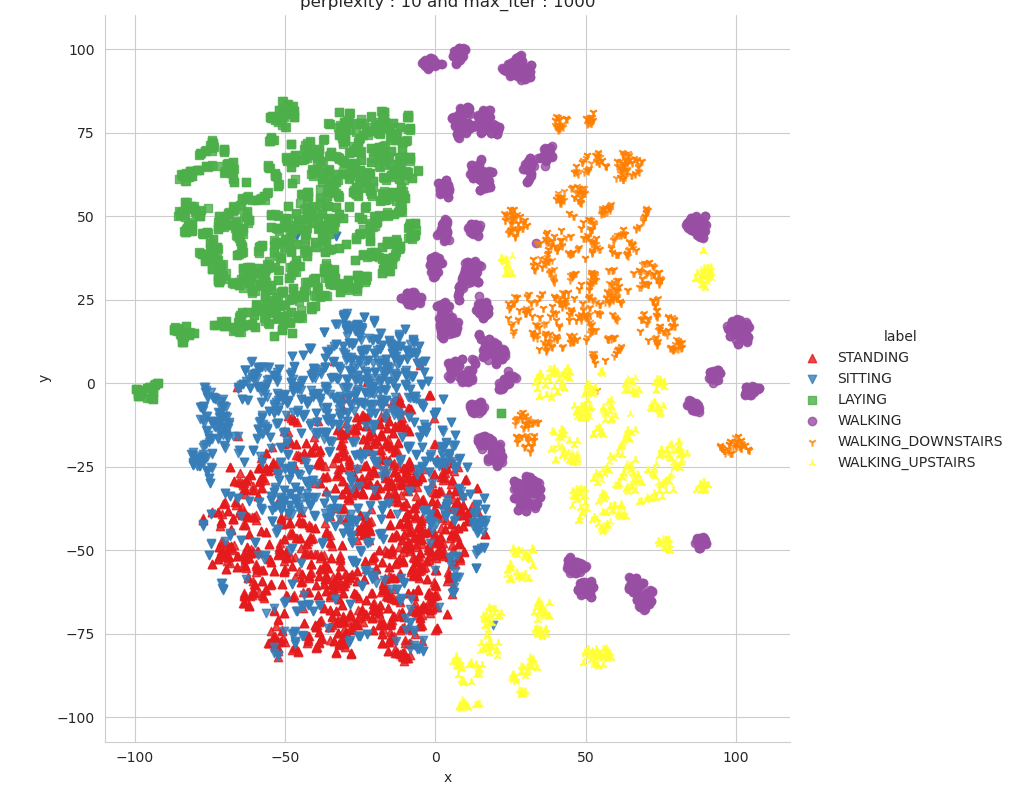 perplexity : 10 and max_iter : 1000
100
75
50
25
0
−25
−50
−75
−100
y
−100
−50
0
50
100
x
label
STANDING
SITTING
LAYING
WALKING
WALKING_DOWNSTAIRS
WALKING_UPSTAIRS